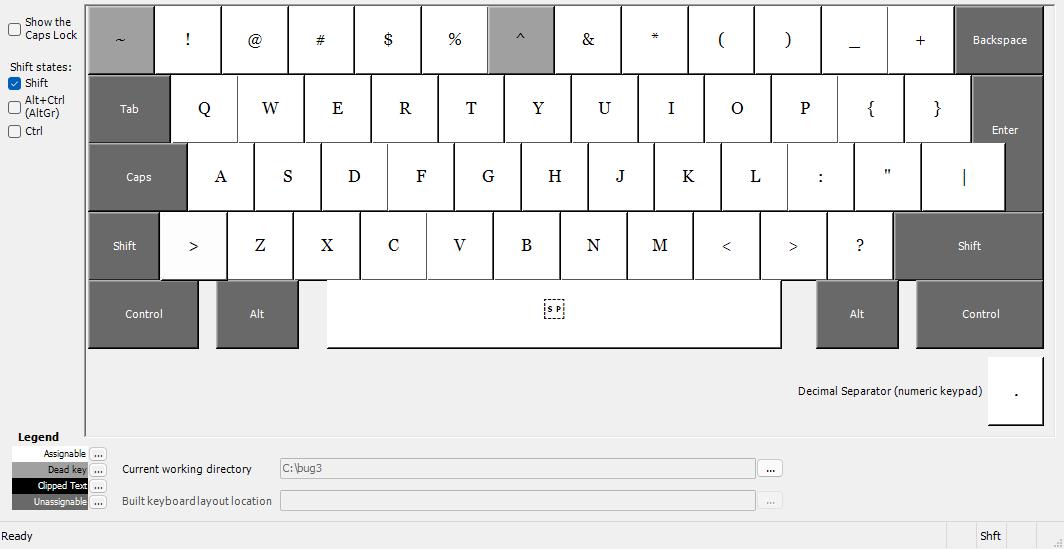 Show the
Caps Lock
Shift states:
Shift
Alt+Ctrl
(AltGr)
Ctrl
~ ! @ # $ % ^ & * ( ) _ + Backspace
Tab Q W E R T Y U I O P { } Enter
Caps A S D F G H J K L : " |
Shift > Z X C V B N M < > ? Shift
Control Alt SP Alt Control
Decimal Separator (numeric keypad) .
Legend
Assignable ...
Dead key ...
Clipped Text ...
Unassignable ...
Current working directory C:\bug3 ...
Built keyboard layout location ...
Ready Shft